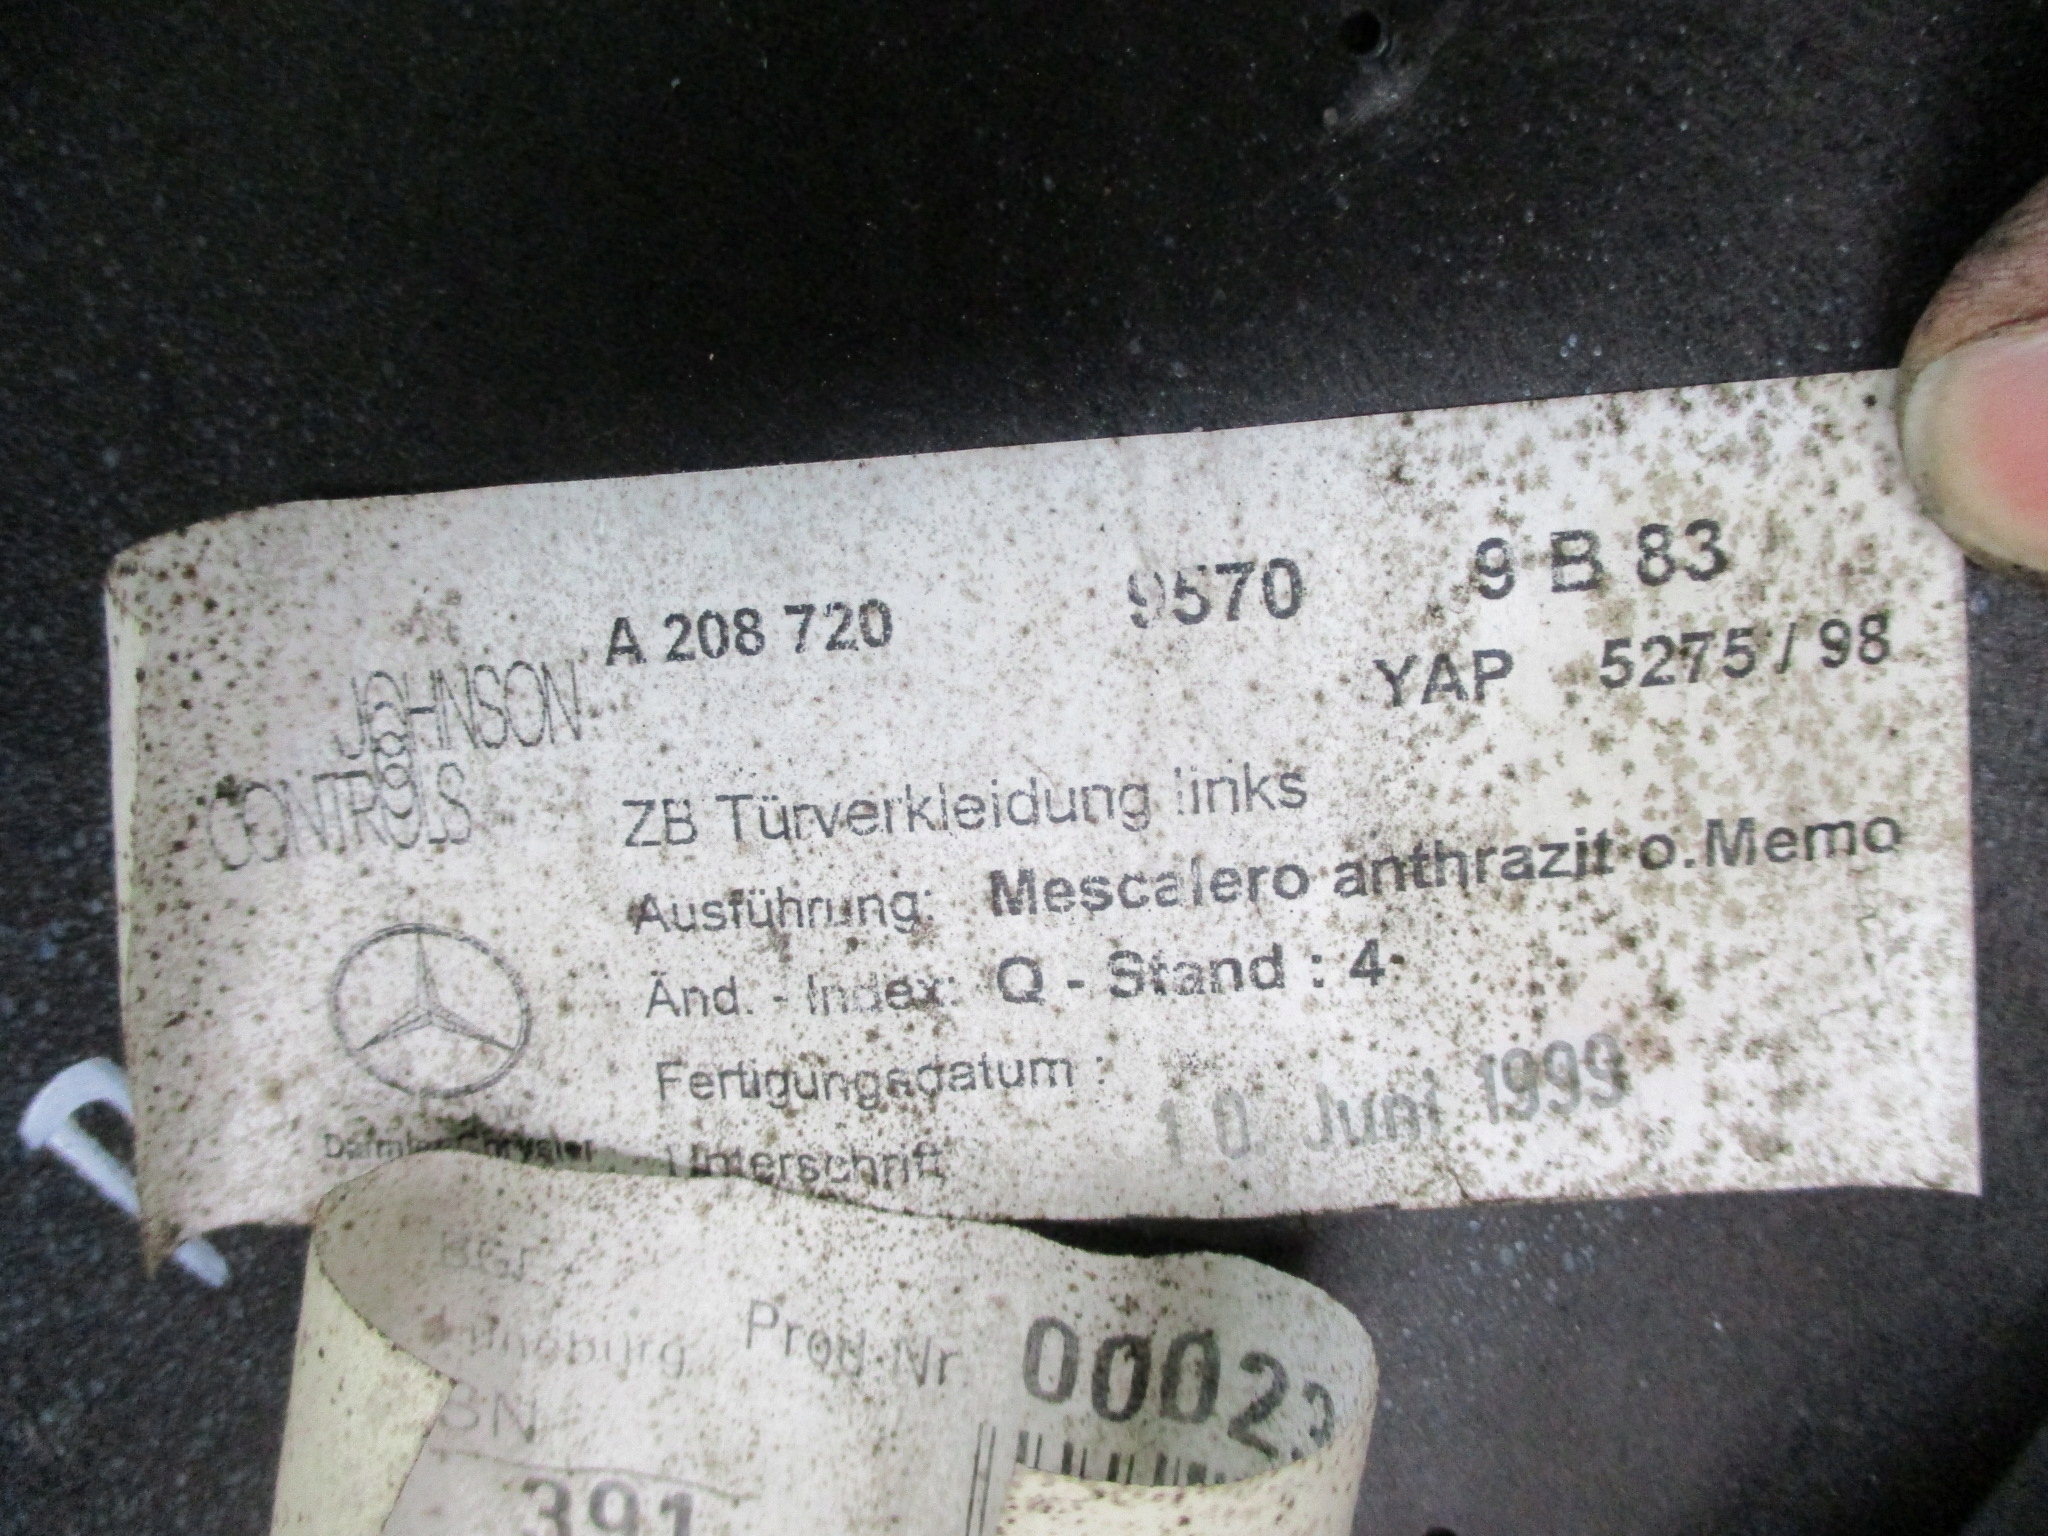 A 208 720 9570 9 B 83
YAP 5275 / 98
JOHNSON
CONTROLS
ZB Türverkleidung links
Ausführung: Mescalero anthrazit o.Memo
Änd. - Index: Q - Stand : 4
Fertigungsdatum : 10. Juni 1999
DaimlerChrysler
Unterschrift
Prod.Nr 0002
391